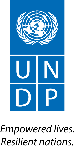 U N
D P
Empowered lives.
Resilient nations.